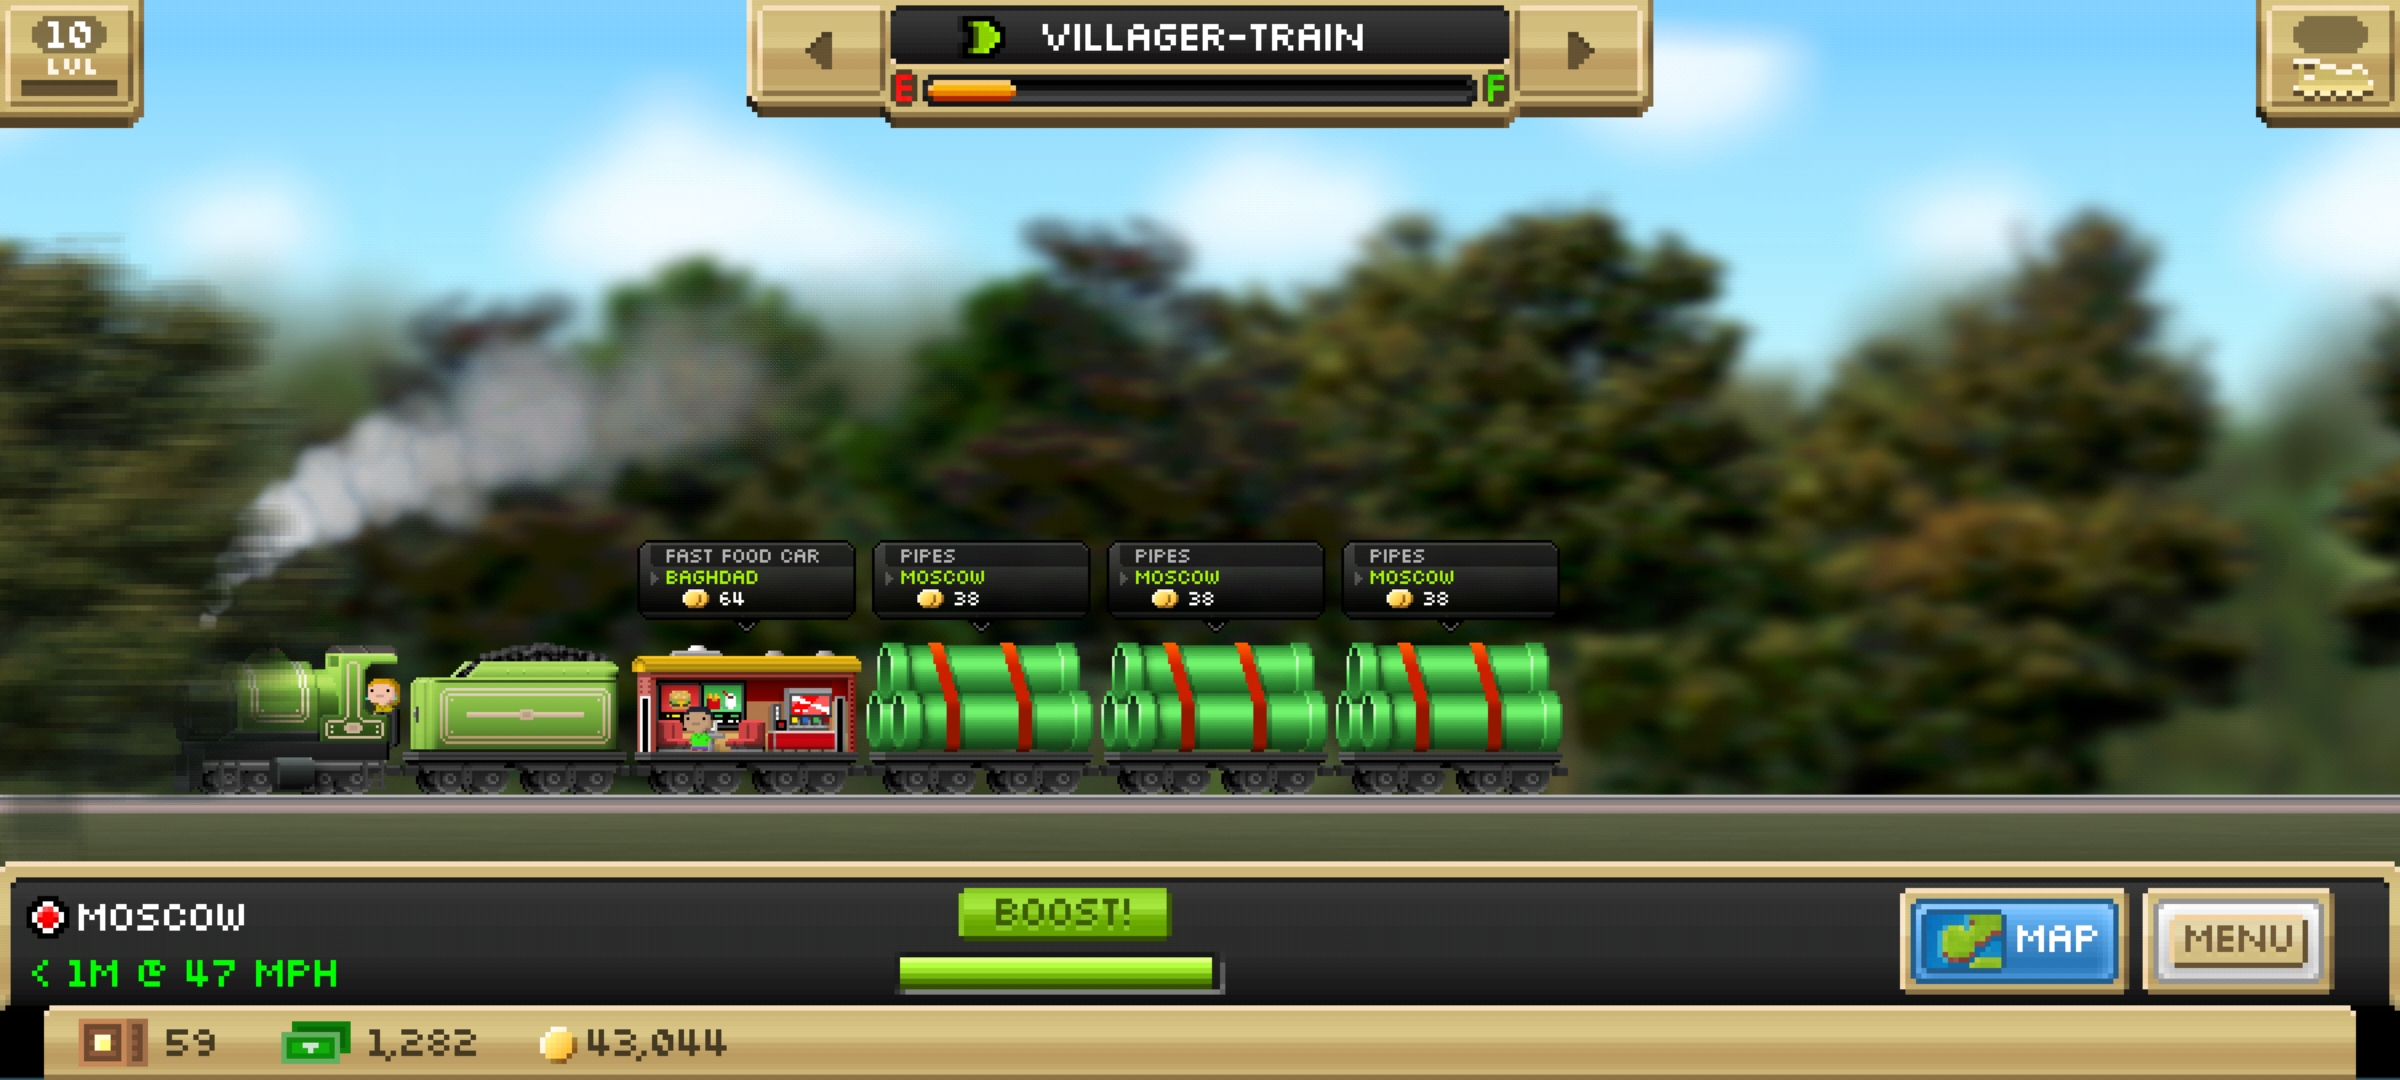 10
LVL
VILLAGER-TRAIN
E F
FAST FOOD CAR
BAGHDAD
64
PIPES
MOSCOW
38
PIPES
MOSCOW
38
PIPES
MOSCOW
38
MOSCOW
< 1M @ 47 MPH
BOOST!
MAP
MENU
59
1,282
43,044